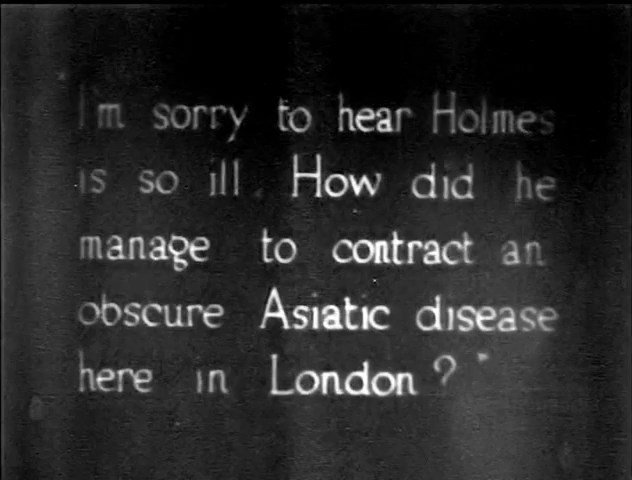 I'm sorry to hear Holmes
is so ill. How did he
manage to contract an
obscure Asiatic disease
here in London?"